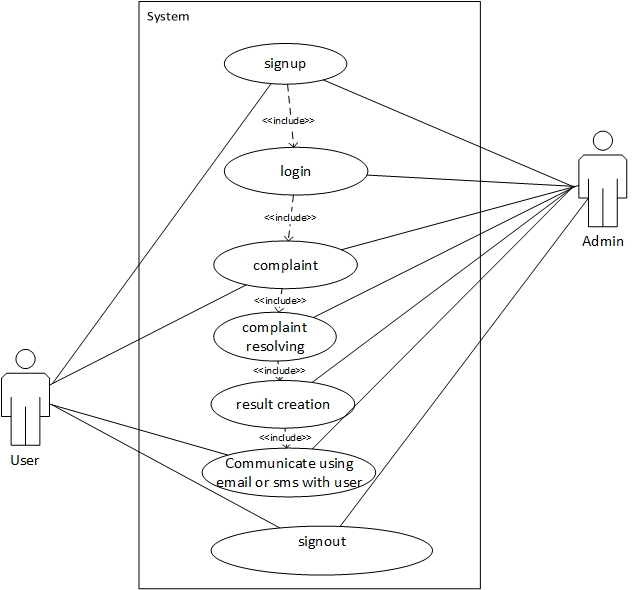 System
signup
<<include>>
login
<<include>>
complaint
<<include>>
complaint
resolving
<<include>>
result creation
<<include>>
Communicate using
email or sms with user
signout
User
Admin